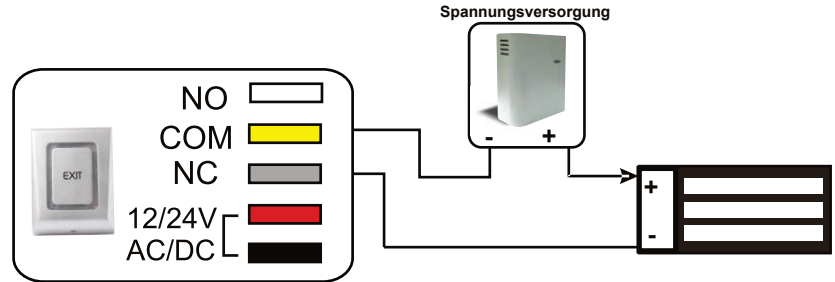 Spannungsversorgung
- +
NO
COM
NC
12/24V
AC/DC
EXIT
+
-